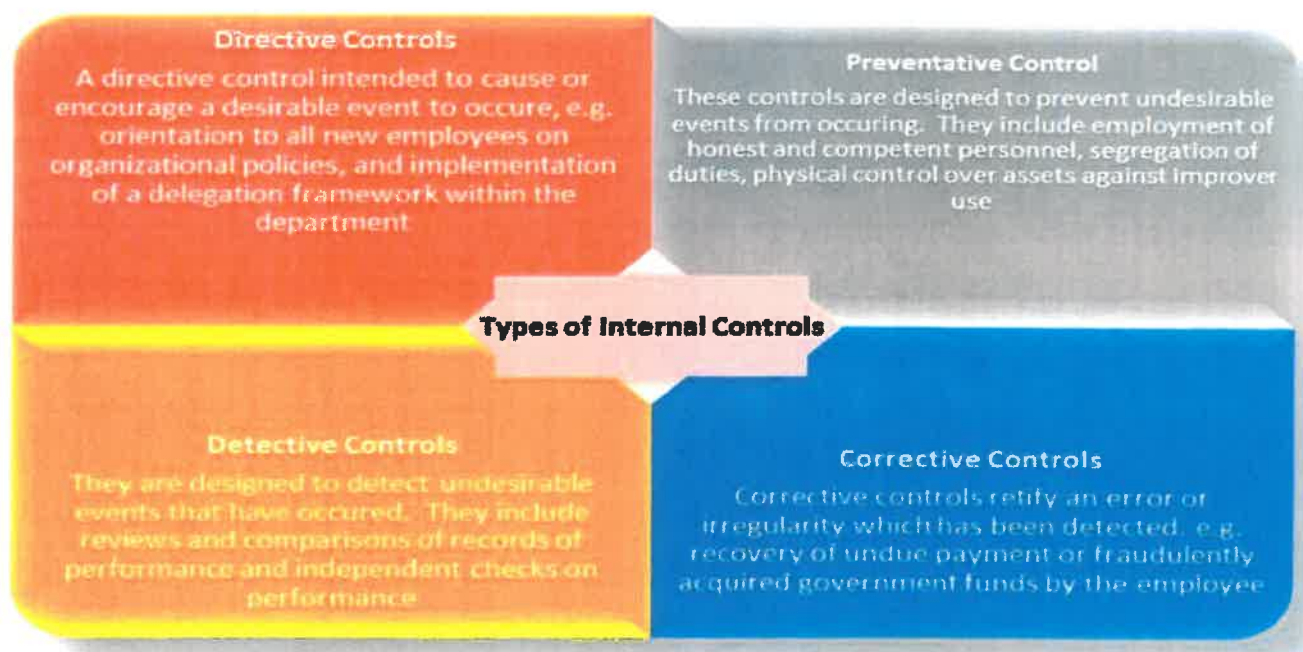 Directive Controls
A directive control intended to cause or
encourage a desirable event to occure, e.g.
orientation to all new employees on
organizational policies, and implementation
of a delegation framework within the
department
Preventative Control
These controls are designed to prevent undesirable
events from occuring. They include employment of
honest and competent personnel, segregation of
duties, physical control over assets against improver
use
Types of Internal Controls
Detective Controls
They are designed to detect undesirable
events that have occured. They include
reviews and comparisons of records of
performance and independent checks on
performance
Corrective Controls
Corrective controls retify an error or
irregularity which has been detected. e.g.
recovery of undue payment or fraudulently
acquired government funds by the employee